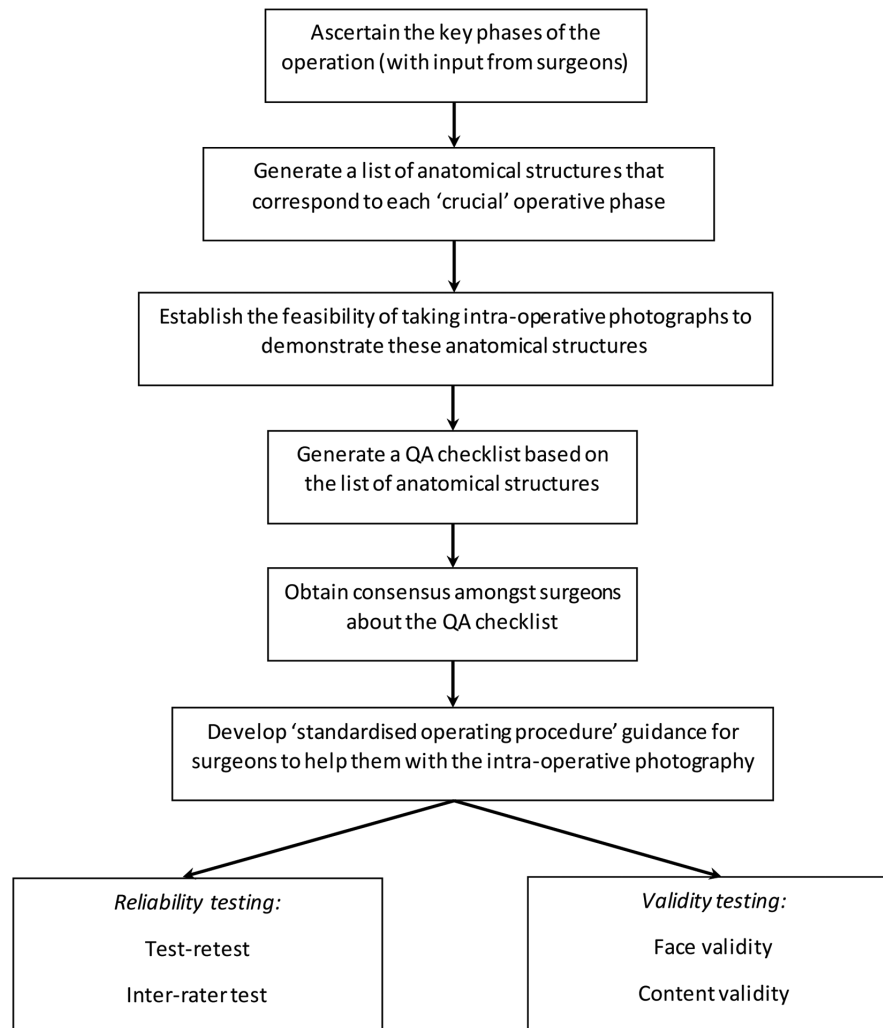 Ascertain the key phases of the
operation (with input from surgeons)
Generate a list of anatomical structures that
correspond to each ‘crucial’ operative phase
Establish the feasibility of taking intra-operative photographs to
demonstrate these anatomical structures
Generate a QA checklist based on
the list of anatomical structures
Obtain consensus amongst surgeons
about the QA checklist
Develop ‘standardised operating procedure’ guidance for
surgeons to help them with the intra-operative photography
Reliability testing:
Test-retest
Inter-rater test
Validity testing:
Face validity
Content validity